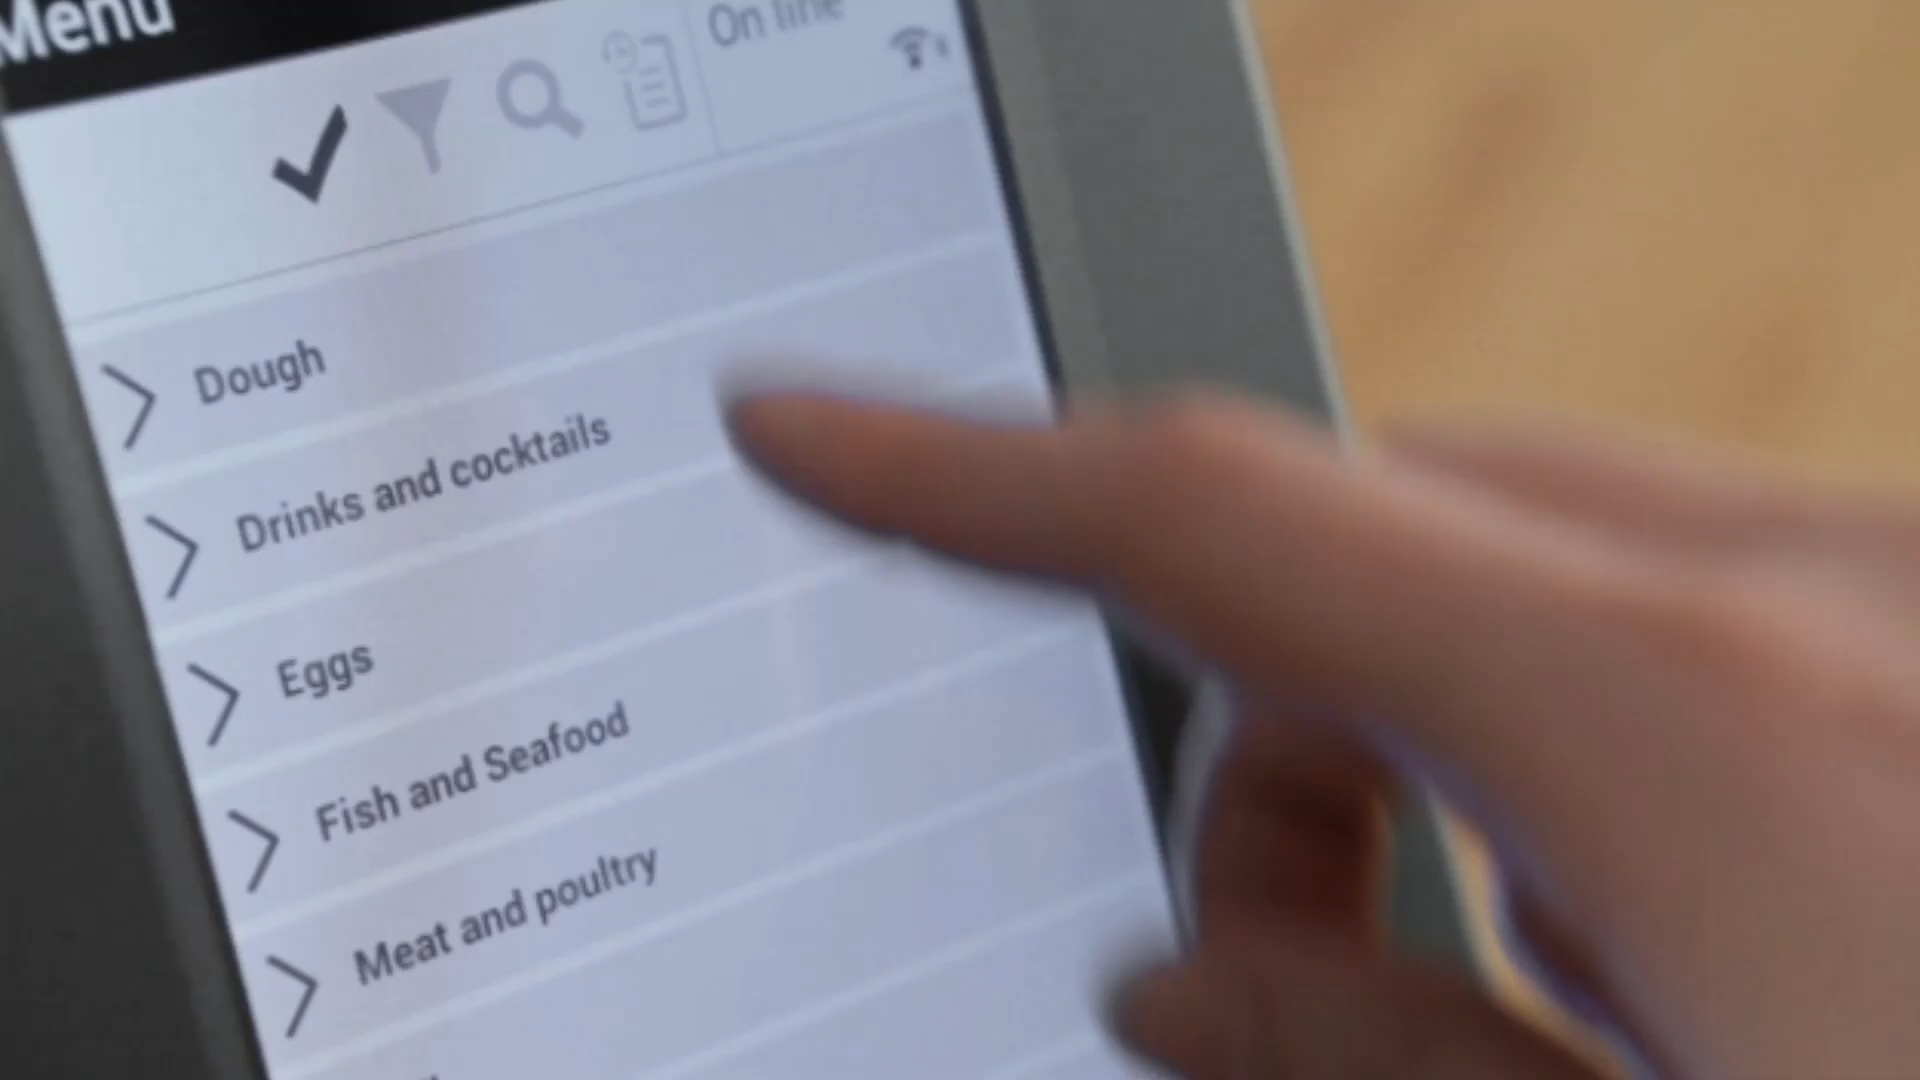 Menu
On line
Dough
Drinks and cocktails
Eggs
Fish and Seafood
Meat and poultry